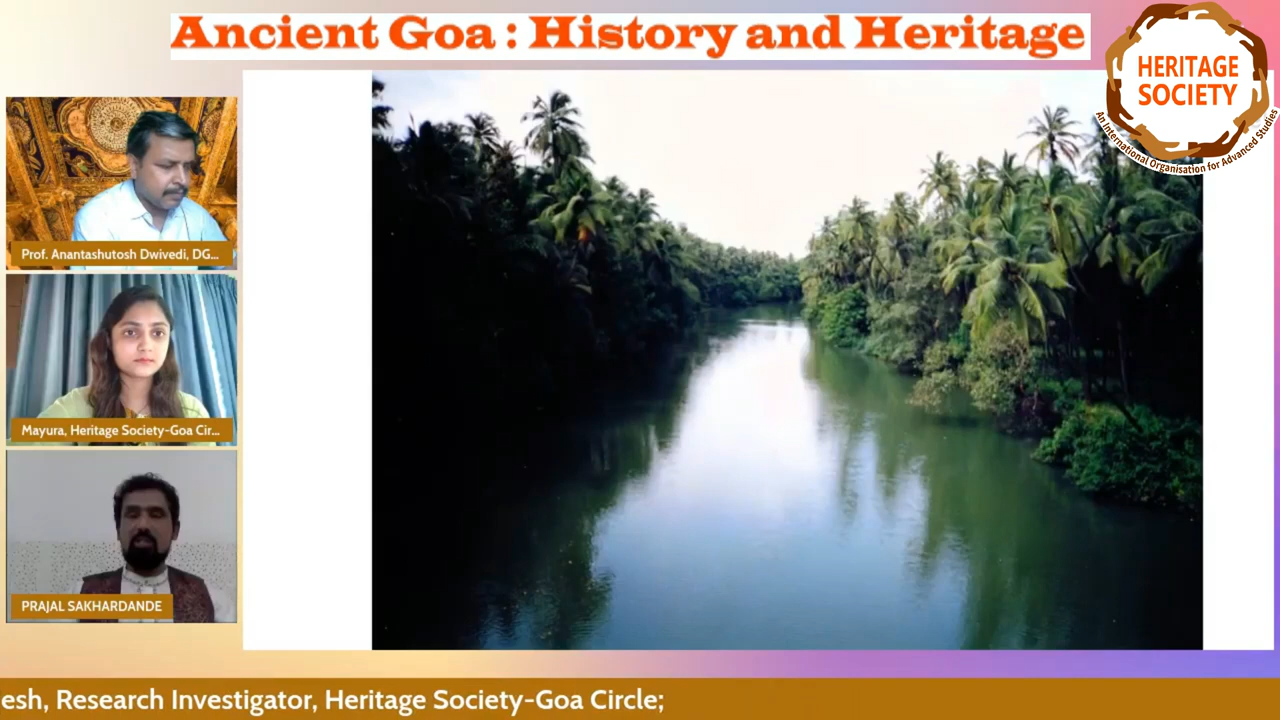 Ancient Goa : History and Heritage
HERITAGE
SOCIETY
An International Organisation for Advanced Studies
Prof. Anantashutosh Dwivedi, DG...
Mayura, Heritage Society-Goa Cir...
PRAJAL SAKHARDANDE
esh, Research Investigator, Heritage Society-Goa Circle;